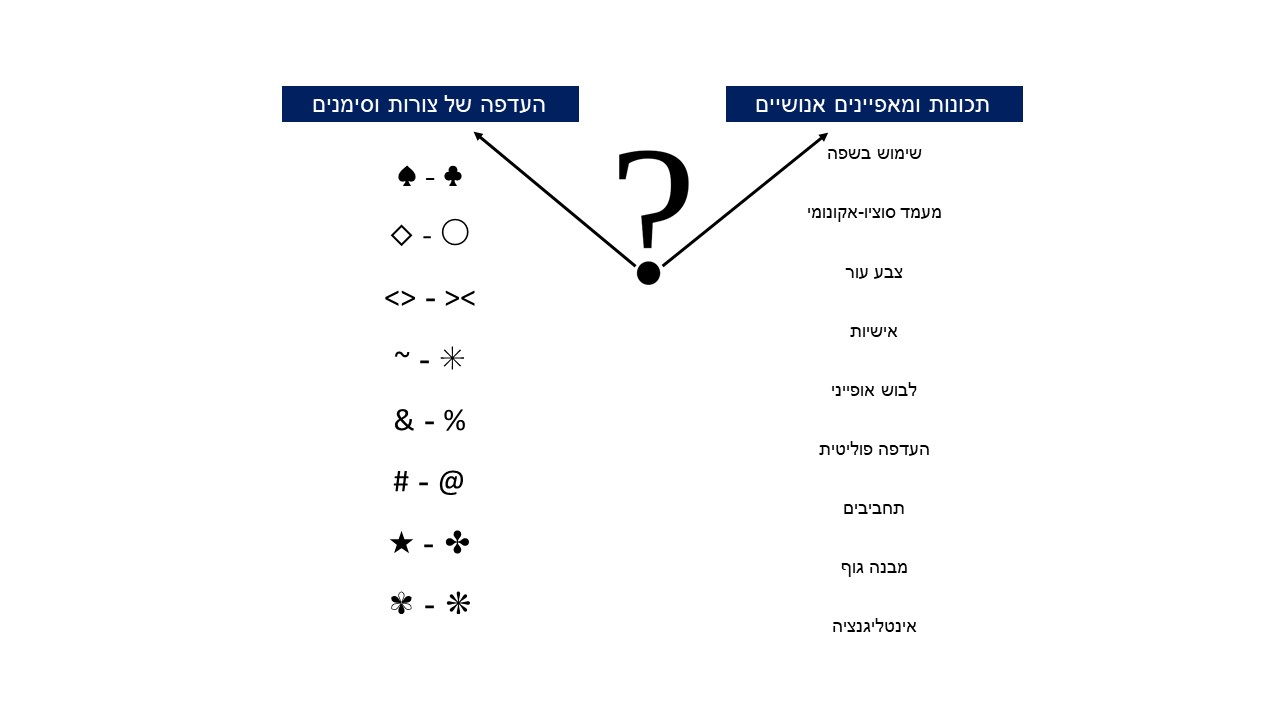 תכונות ומאפיינים אנושיים
שימוש בשפה
מעמד סוציו-אקונומי
צבע עור
אישיות
לבוש אופייני
העדפה פוליטית
תחביבים
מבנה גוף
אינטליגנציה
?
העדפה של צורות וסימנים
♠ - ♣
◇ - ○
<> - ><
~ - ✳
& - %
# - @
★ - ✤
✾ - ❋